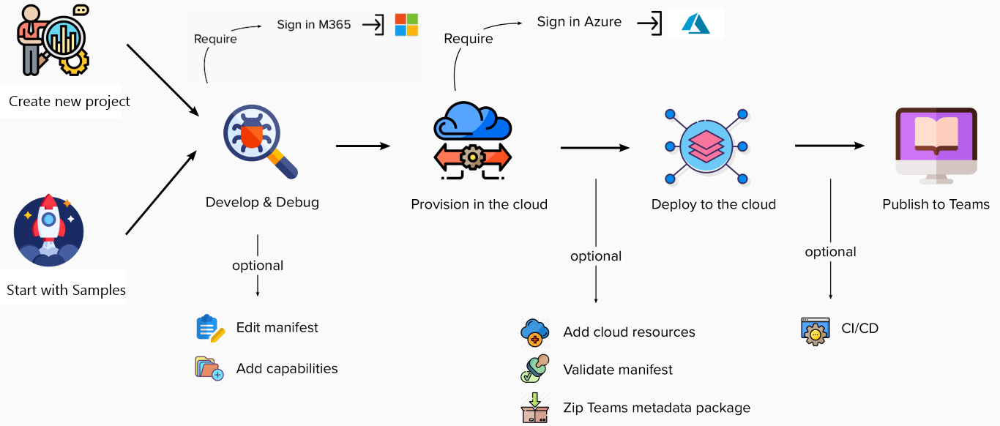 Create new project
Start with Samples
Require
Sign in M365
Develop & Debug
optional
Edit manifest
Add capabilities
Require
Sign in Azure
Provision in the cloud
optional
Add cloud resources
Validate manifest
Zip Teams metadata package
Deploy to the cloud
optional
CI/CD
Publish to Teams